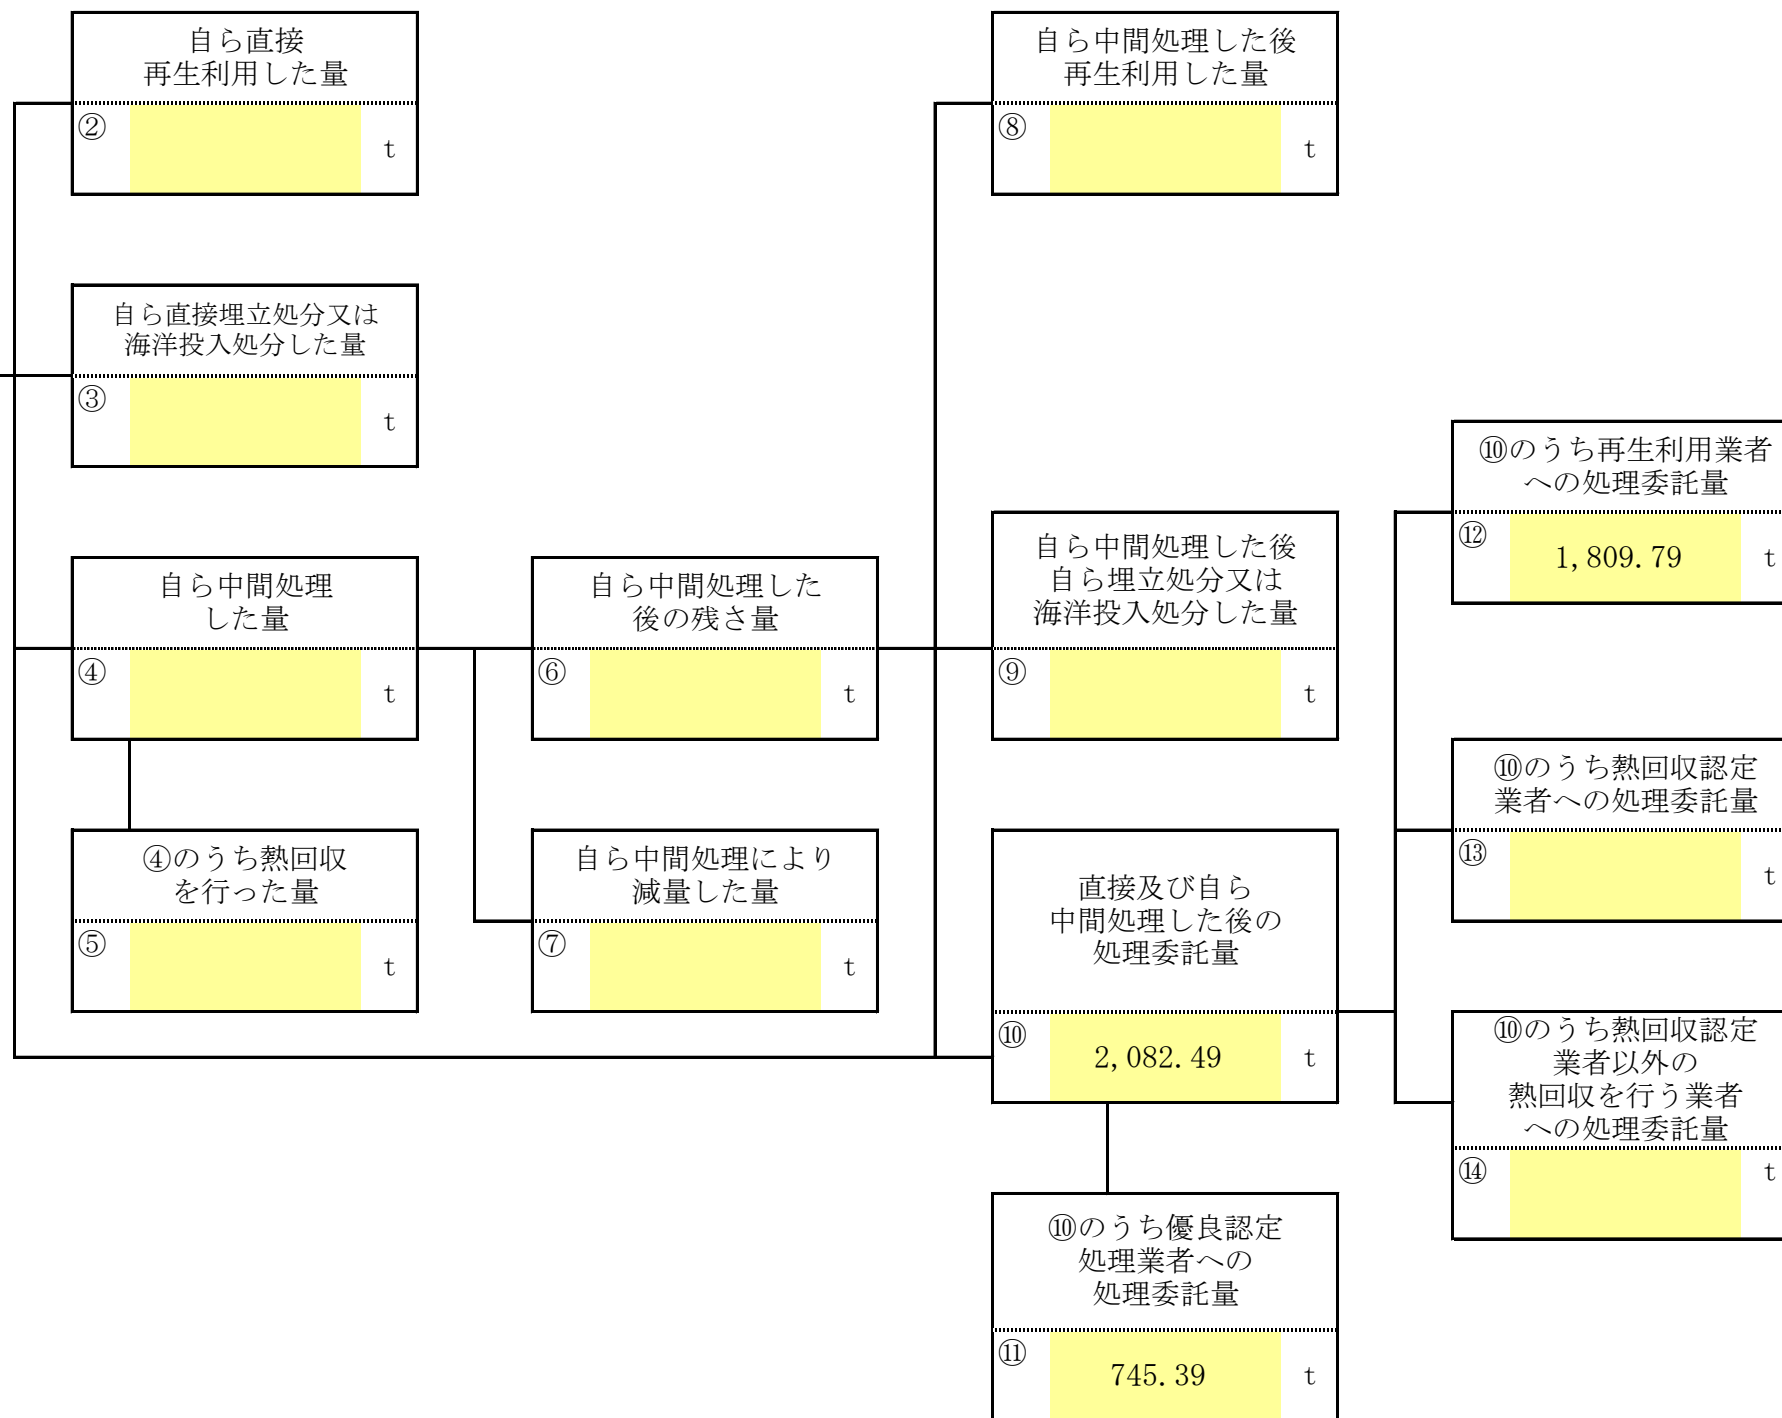 自ら直接
再生利用した量
②
t
自ら中間処理した後
再生利用した量
⑧
t
自ら直接埋立処分又は
海洋投入処分した量
③
t
⑩のうち再生利用業者
への処理委託量
⑫
1,809.79
t
自ら中間処理
した量
④
t
自ら中間処理した
後の残さ量
⑥
t
自ら中間処理した後
自ら埋立処分又は
海洋投入処分した量
⑨
t
⑩のうち熱回収認定
業者への処理委託量
⑬
t
④のうち熱回収
を行った量
⑤
t
自ら中間処理により
減量した量
⑦
t
直接及び自ら
中間処理した後の
処理委託量
⑩
2,082.49
t
⑩のうち熱回収認定
業者以外の
熱回収を行う業者
への処理委託量
⑭
t
⑩のうち優良認定
処理業者への
処理委託量
⑪
745.39
t